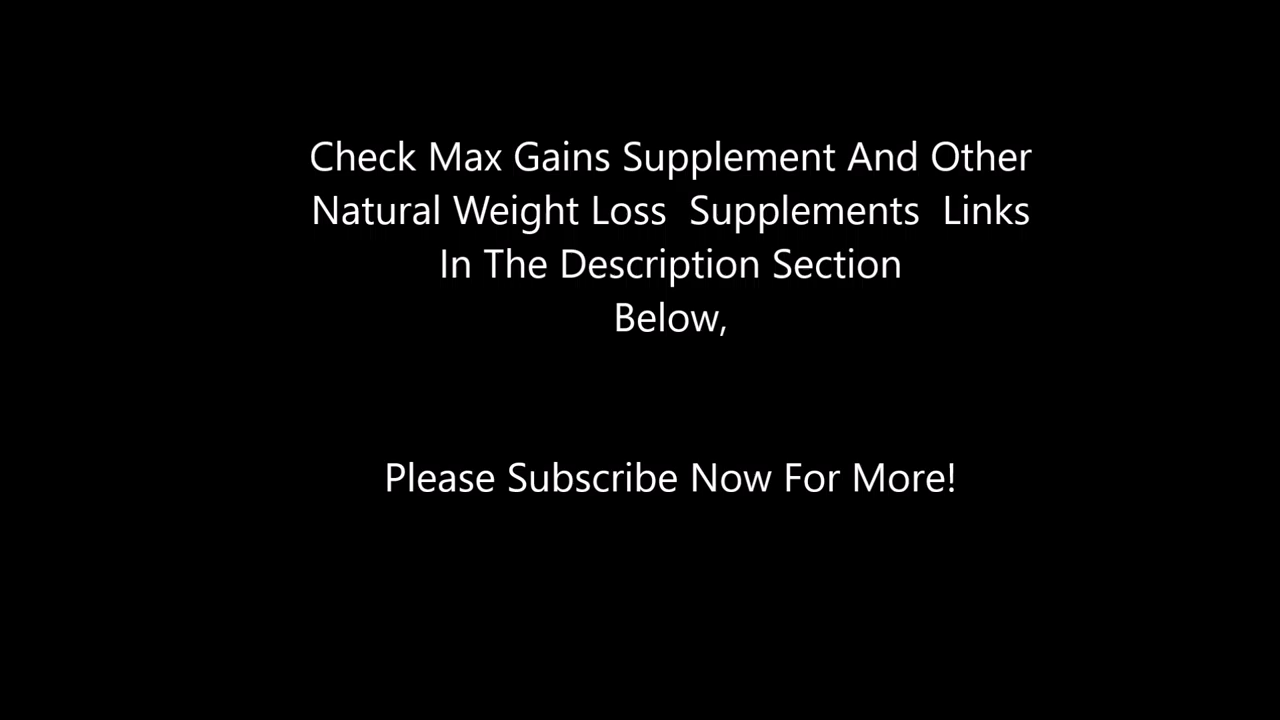 Check Max Gains Supplement And Other
Natural Weight Loss  Supplements  Links
In The Description Section
Below,
Please Subscribe Now For More!